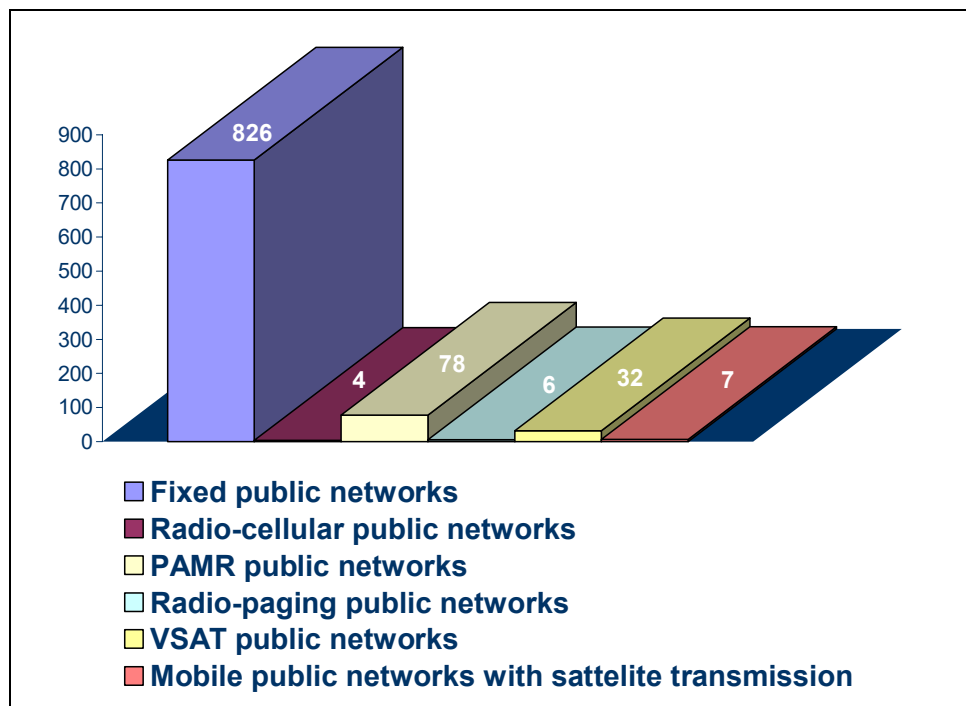 900
800
700
600
500
400
300
200
100
0
826
4
78
6
32
7
Fixed public networks
Radio-cellular public networks
PAMR public networks
Radio-paging public networks
VSAT public networks
Mobile public networks with sattelite transmission